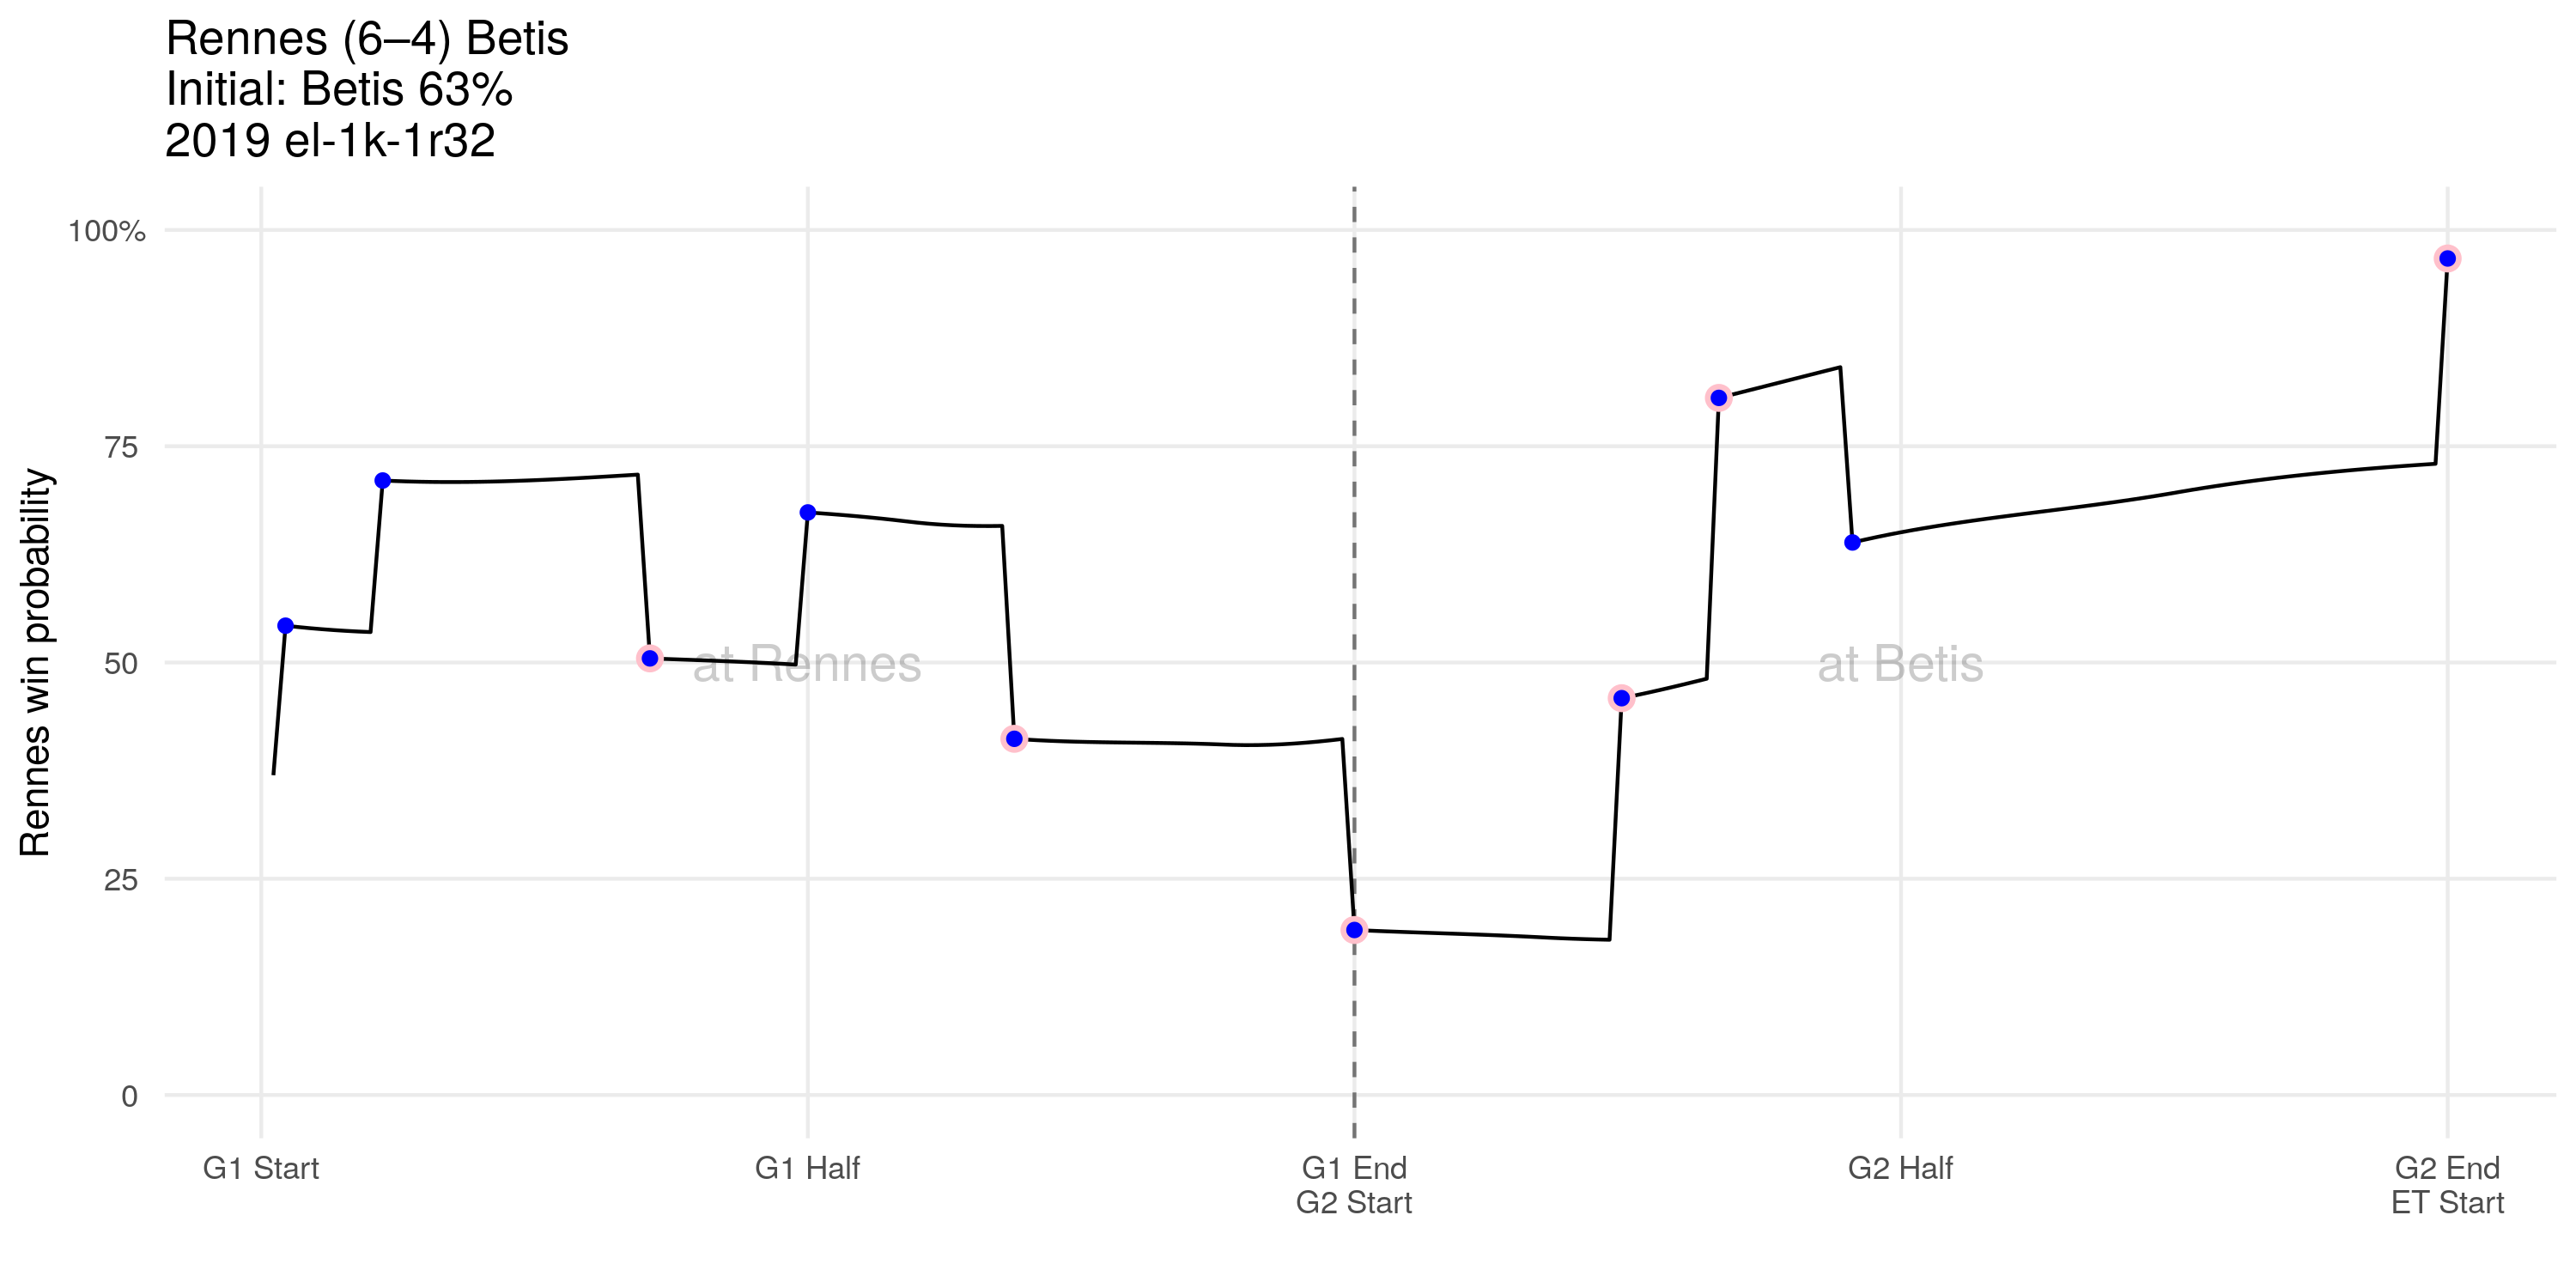 Rennes (6–4) Betis
Initial: Betis 63%
2019 el-1k-1r32
Rennes win probability
100%
75
50
25
0
at Rennes
at Betis
G1 Start
G1 Half
G1 End
G2 Start
G2 Half
G2 End
ET Start